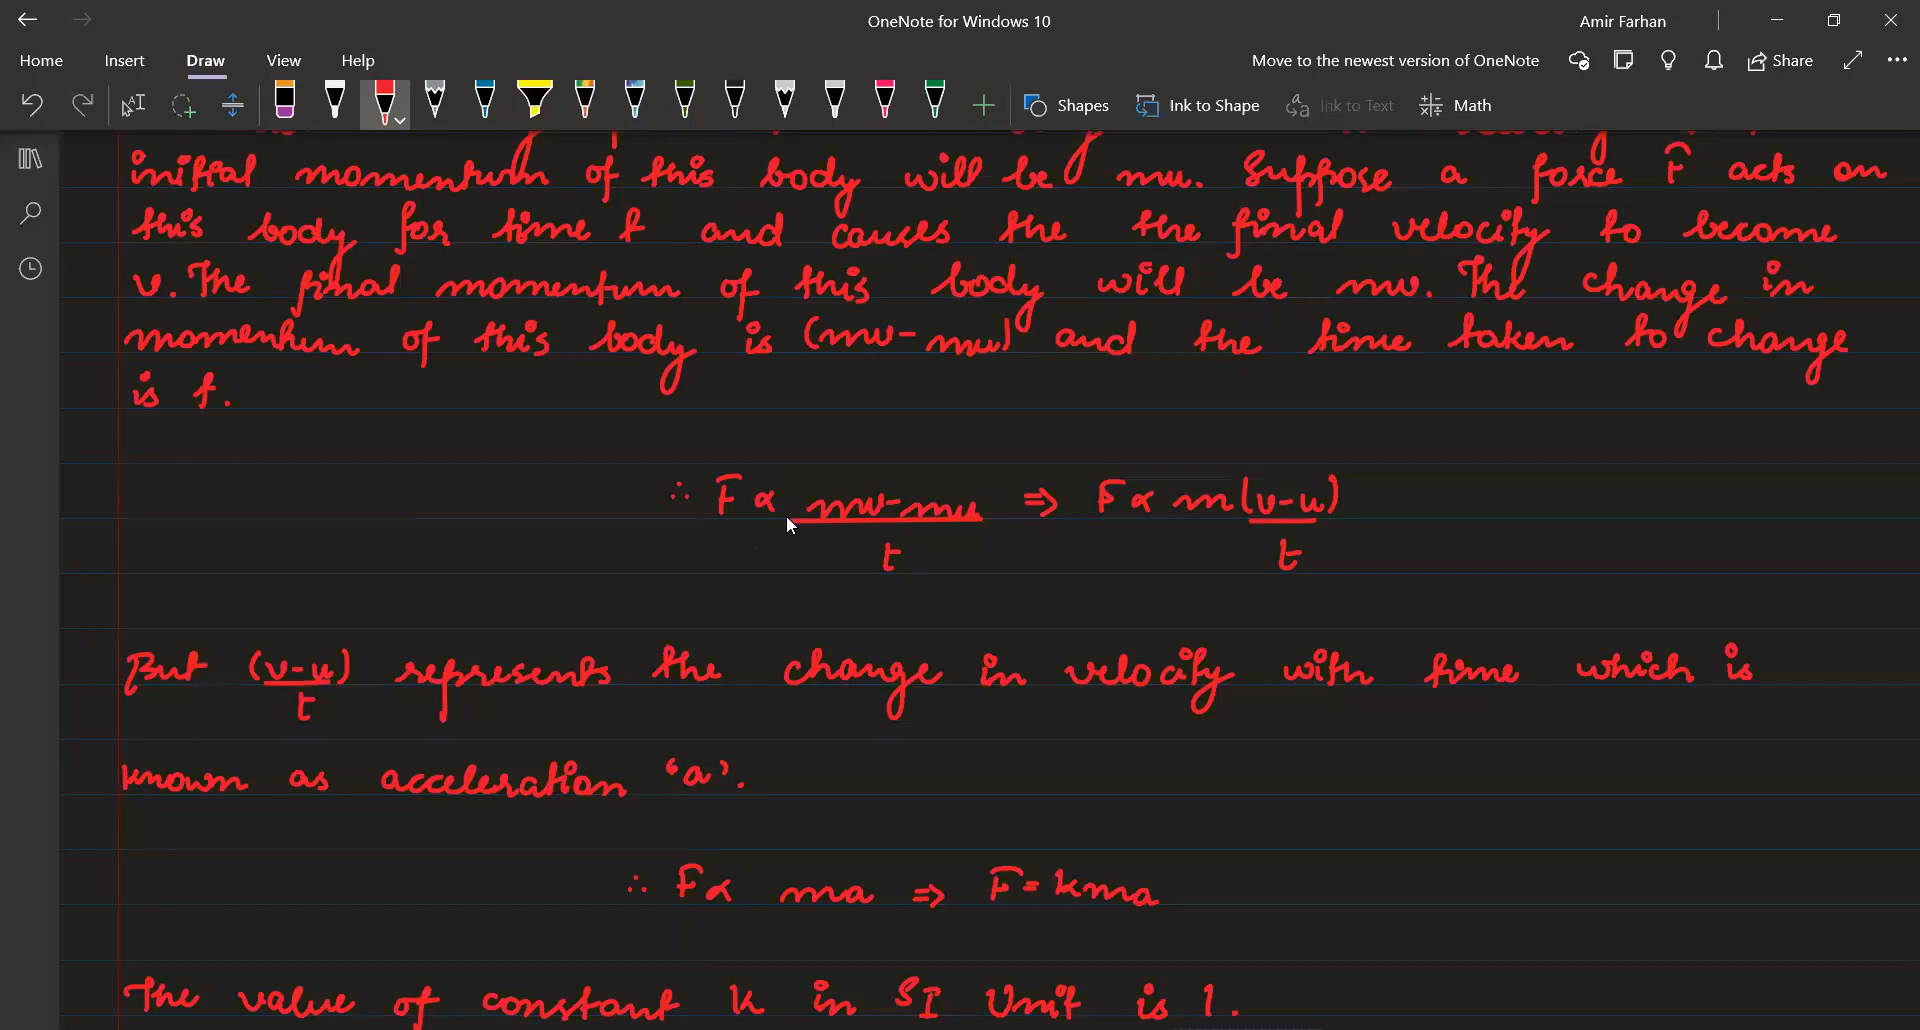 OneNote for Windows 10
Amir Farhan
Home Insert Draw View Help
Move to the newest version of OneNote
Share
Shapes
Ink to Shape
Ink to Text
Math
initial momentum of this body will be mu. Suppose a force F acts on
this body for time t and causes the the final velocity to become
v. The final momentum of this body will be mv. The change in
momentum of this body is (mv-mu) and the time taken to change
is t.
∴ F ∝ mv-mu/t ⇒ F ∝ m(v-u)/t
But (v-u)/t represents the change in velocity with time which is
known as acceleration 'a'.
∴ F ∝ ma ⇒ F = kma
The value of constant k in SI Unit is 1.